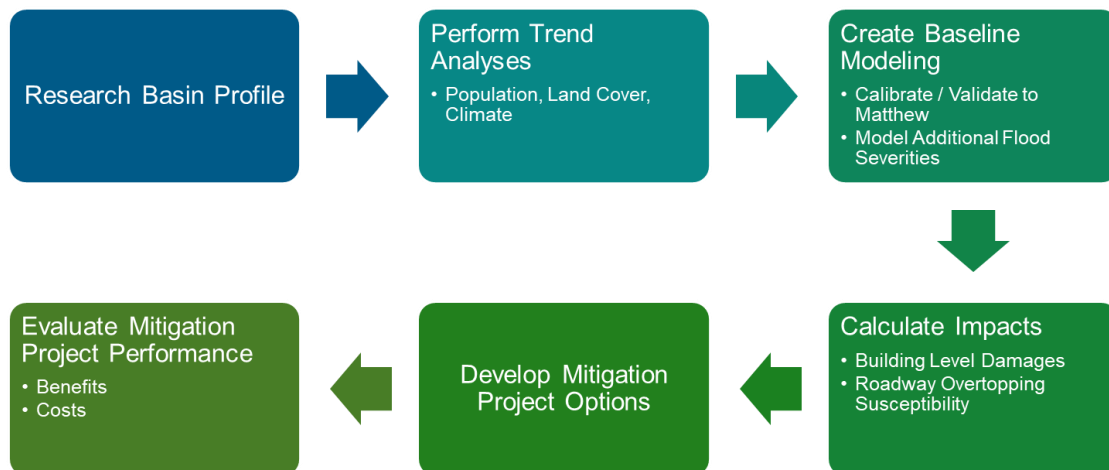 Research Basin Profile
Perform Trend
Analyses
• Population, Land Cover,
Climate
Create Baseline
Modeling
• Calibrate / Validate to
Matthew
• Model Additional Flood
Severities
Calculate Impacts
• Building Level Damages
• Roadway Overtopping
Susceptibility
Develop Mitigation
Project Options
Evaluate Mitigation
Project Performance
• Benefits
• Costs